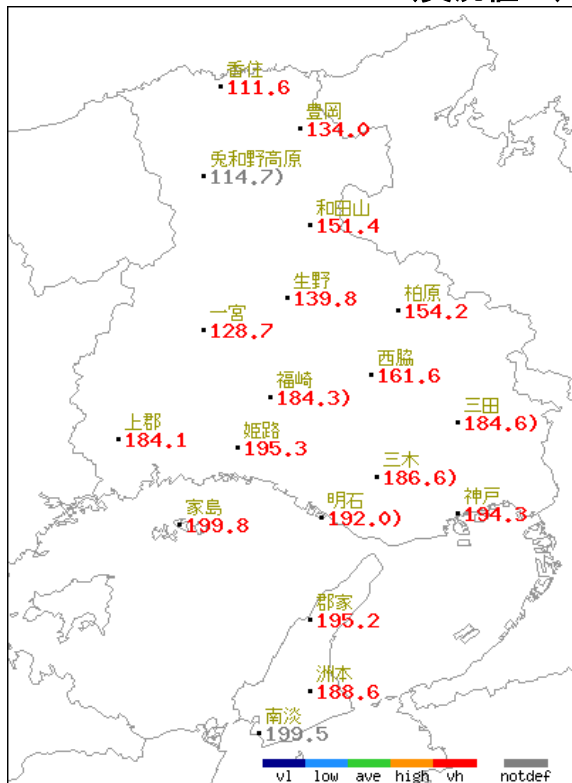 香住
111.6
豊岡
134.0
兎和野高原
114.7)
和田山
151.4
生野
139.8
柏原
154.2
一宮
128.7
西脇
161.6
福崎
184.3)
三田
184.6)
上郡
184.1
姫路
195.3
三木
186.6)
家島
199.8
明石
192.0)
神戸
194.3
郡家
195.2
洲本
188.6
南淡
199.5
vl low ave high vh notdef